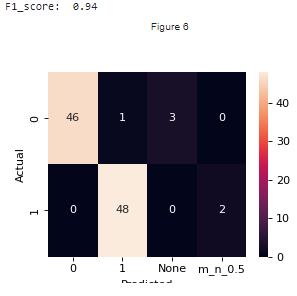 F1_score:  0.94
Figure 6
0 46 1 3 0
1 0 48 0 2
Actual
0 1 None m_n_0.5
Predicted
40
30
20
10
0